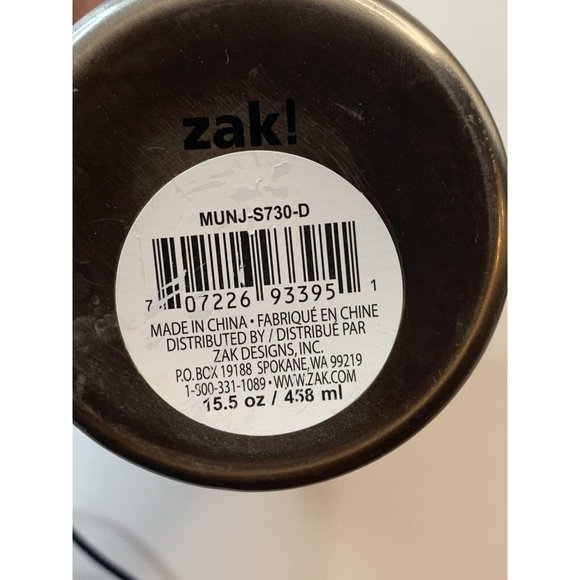 zak!
MUNJ-S730-D
7 07226 93395 1
MADE IN CHINA • FABRIQUÉ EN CHINE
DISTRIBUTED BY / DISTRIBUÉ PAR
ZAK DESIGNS, INC.
P.O. BOX 19188 SPOKANE, WA 99219
1-800-331-1089 • WWW.ZAK.COM
15.5 oz / 458 ml